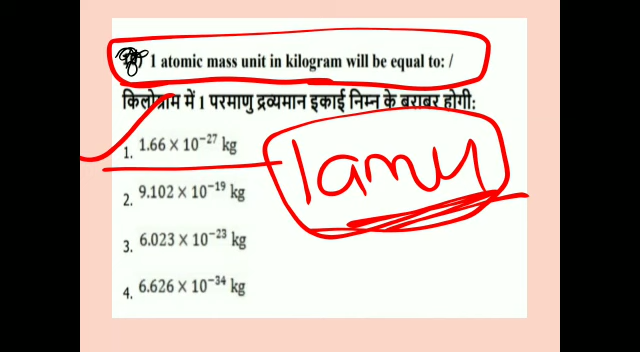 1 atomic mass unit in kilogram will be equal to: /
किलोग्राम में 1 परमाणु द्रव्यमान इकाई निम्न के बराबर होगी:
1. 1.66 × 10⁻²⁷ kg
1amu
2. 9.102 × 10⁻¹⁹ kg
3. 6.023 × 10⁻²³ kg
4. 6.626 × 10⁻³⁴ kg